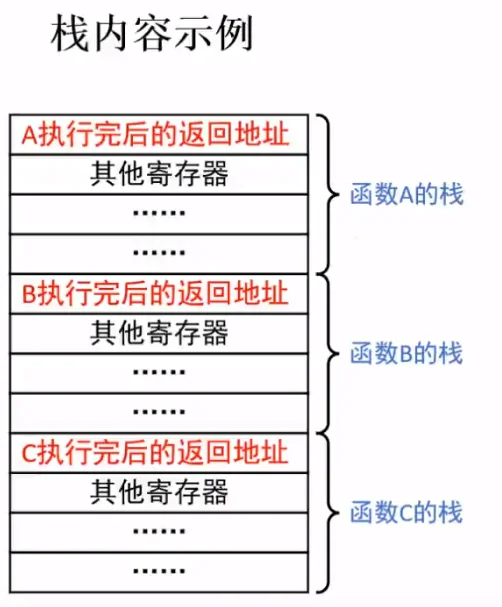 栈内容示例
A执行完后的返回地址
其他寄存器
……
……
函数A的栈
B执行完后的返回地址
其他寄存器
……
……
函数B的栈
C执行完后的返回地址
其他寄存器
……
……
函数C的栈